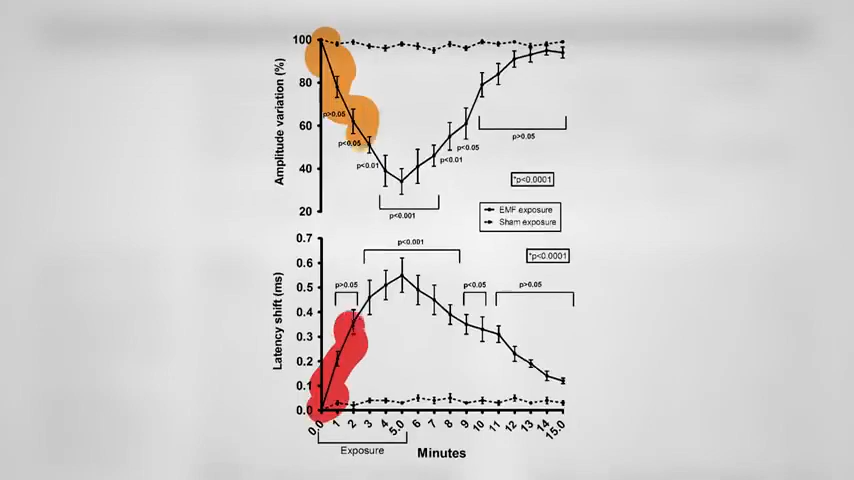 100
80
60
40
20
Amplitude variation (%)
p>0.05
p<0.05
p<0.01
p<0.001
p<0.01
p<0.05
p>0.05
*p<0.0001
EMF exposure
Sham exposure
0.7
0.6
0.5
0.4
0.3
0.2
0.1
0.0
Latency shift (ms)
p>0.05
p<0.001
p<0.05
p>0.05
*p<0.0001
0.0 1 2 3 4 5.0 6 7 8 9 10 11 12 13 14 15.0
Exposure
Minutes